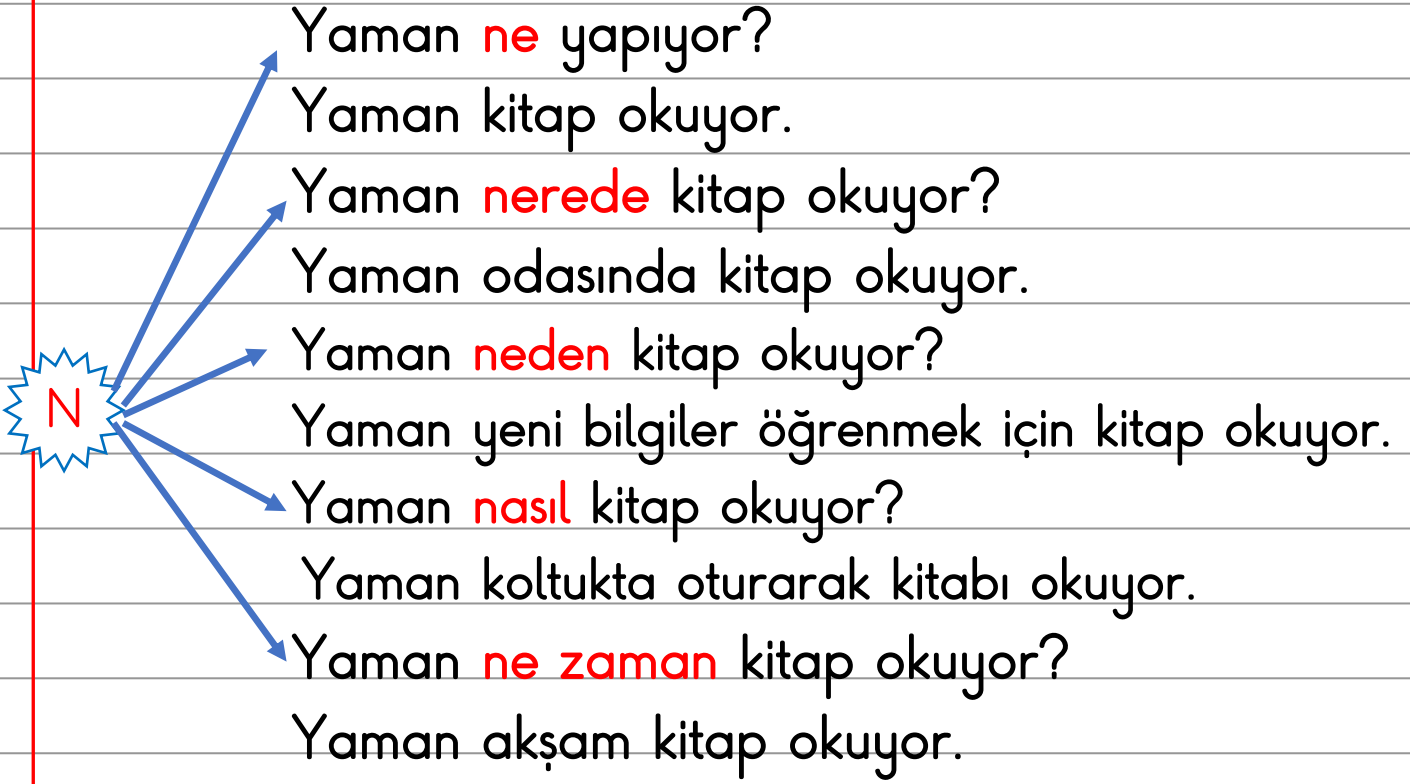 Yaman ne yapıyor?
Yaman kitap okuyor.
Yaman nerede kitap okuyor?
Yaman odasında kitap okuyor.
Yaman neden kitap okuyor?
N
Yaman yeni bilgiler öğrenmek için kitap okuyor.
Yaman nasıl kitap okuyor?
Yaman koltukta oturarak kitabı okuyor.
Yaman ne zaman kitap okuyor?
Yaman akşam kitap okuyor.